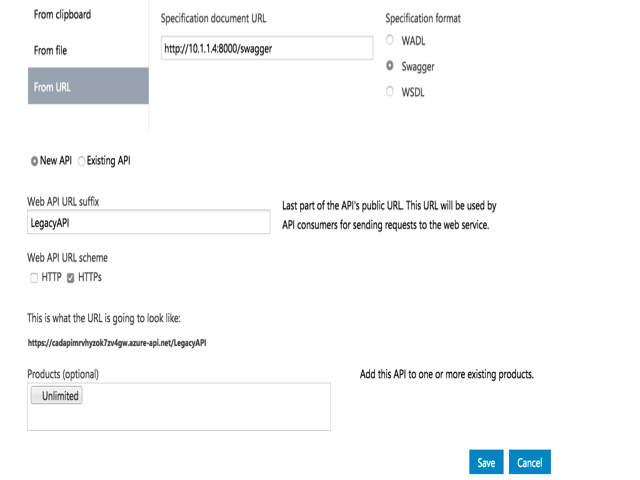 From clipboard
From file
From URL
Specification document URL
http://10.1.1.4:8000/swagger
Specification format
WADL
Swagger
WSDL
New API Existing API
Web API URL suffix
LegacyAPI
Last part of the API's public URL. This URL will be used by
API consumers for sending requests to the web service.
Web API URL scheme
HTTP HTTPs
This is what the URL is going to look like:
https://cadapimrvhyzok7zv4gw.azure-api.net/LegacyAPI
Products (optional)
Unlimited
Add this API to one or more existing products.
Save Cancel